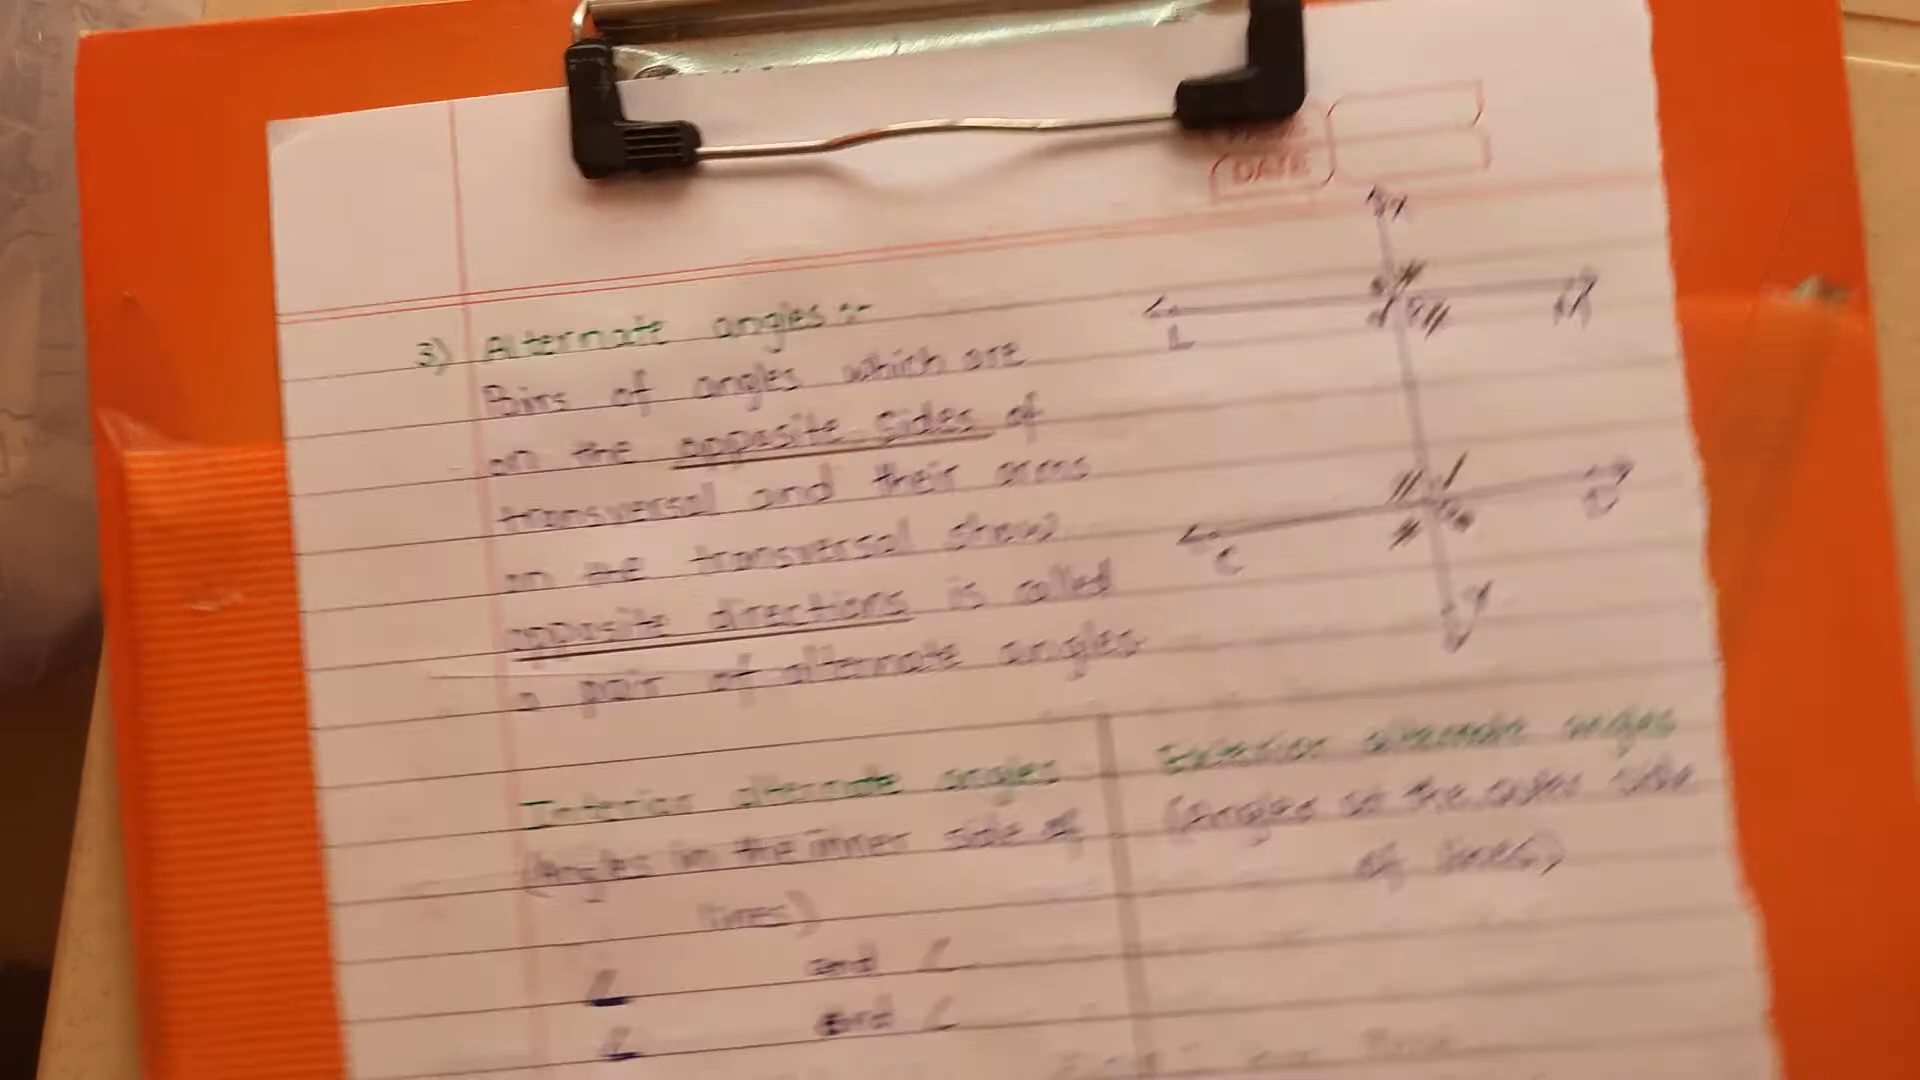 DATE
3) Alternate angles :-
Pairs of angles which are
on the opposite sides of
transversal and their arms
on the transversal show
opposite directions is called
a pair of alternate angles
Interior alternate angles
(Angles in the inner side of
lines)
∠ and ∠
∠ and ∠
Exterior alternate angles
(Angles at the outer side
of lines)
L
C